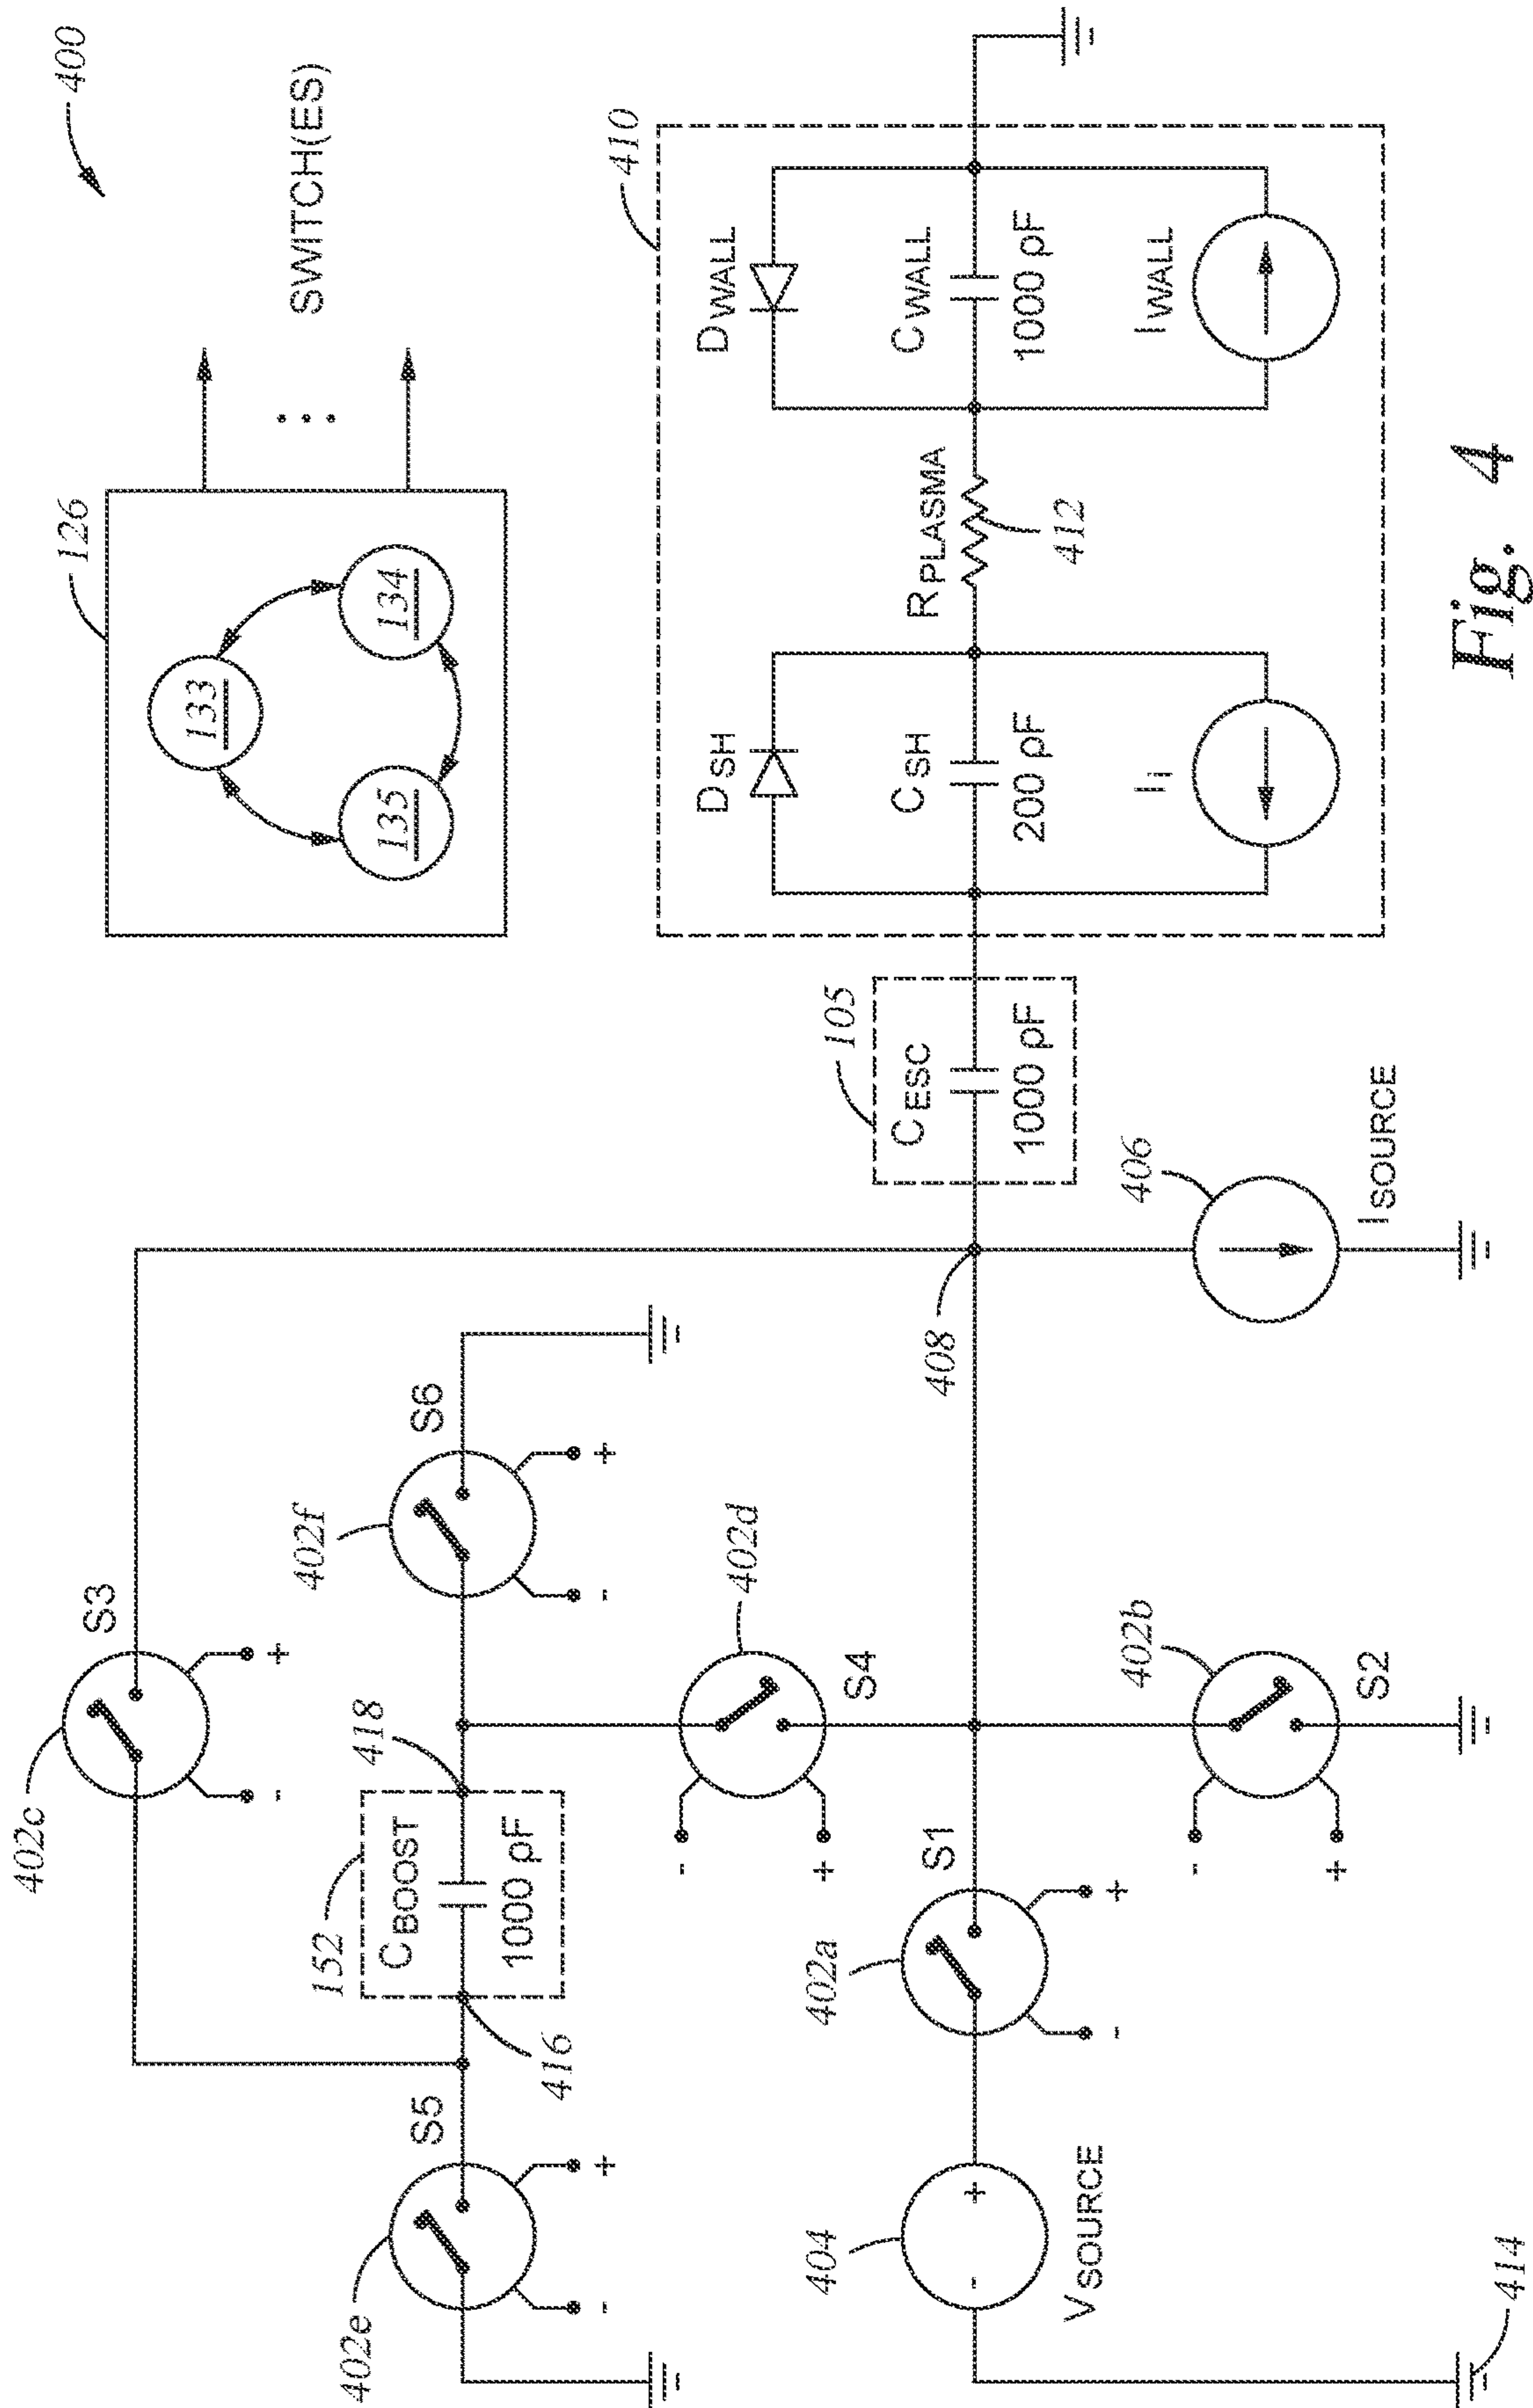 400
126
133
135
134
SWITCH(ES)
402c
S3
152
CBOOST
1000 pF
416
418
402e
S5
402f
S6
402d
S4
404
- +
VSOURCE
402a
S1
402b
S2
408
406
ISOURCE
105
CESC
1000 pF
410
DSH
CSH
200 pF
Ii
RPLASMA
412
DWALL
CWALL
1000 pF
IWALL
414
- +
- +
- +
- +
- +
- +
Fig. 4